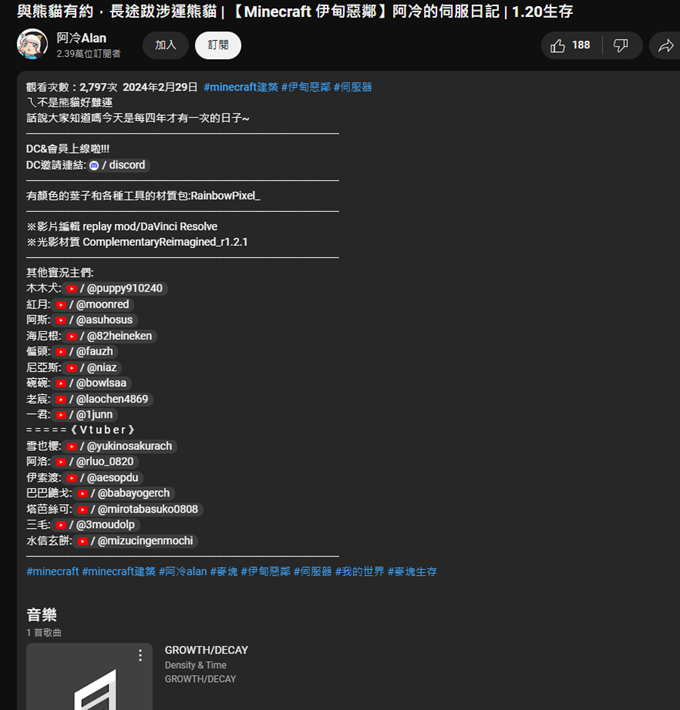 與熊貓有約．長途跋涉運熊貓 | 【Minecraft 伊甸惡鄰】阿冷的伺服日記 | 1.20生存
阿冷Alan
2.39萬位訂閱者
加入
訂閱
188
觀看次數：2,797次 2024年2月29日 #minecraft建築 #伊甸惡鄰 #伺服器
ㄟ不是熊貓好難運
話說大家知道嗎今天是每四年才有一次的日子~
DC&會員上線啦!!!
DC邀請連結: / discord
有顏色的葉子和各種工具的材質包:RainbowPixel_
※影片編輯 replay mod/DaVinci Resolve
※光影材質 ComplementaryReimagined_r1.2.1
其他實況主們:
木木犬: / @puppy910240
紅月: / @moonred
阿斯: / @asuhosus
海尼根: / @82heineken
偏頭: / @fauzh
尼亞斯: / @niaz
碗碗: / @bowlsaa
老宸: / @laochen4869
一君: / @1junn
=====《Vtuber》
雪也櫻: / @yukinosakurach
阿洛: / @rluo_0820
伊索渡: / @aesopdu
巴巴鼬戈: / @babayogerch
塔芭絲可: / @mirotabasuko0808
三毛: / @3moudolp
水信玄餅: / @mizucingenmochi
#minecraft #minecraft建築 #阿冷alan #麥塊 #伊甸惡鄰 #伺服器 #我的世界 #麥塊生存
音樂
1 首歌曲
GROWTH/DECAY
Density & Time
GROWTH/DECAY